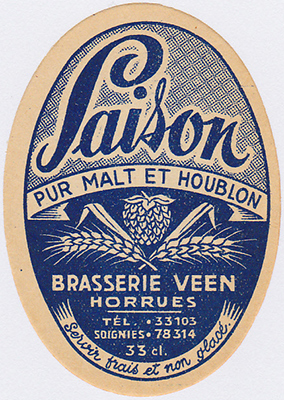 Saison
PUR MALT ET HOUBLON
BRASSERIE VEEN
HORRUES
TÉL. • 33103
SOIGNIES • 78314
33 cl.
Servir frais et non glacé.